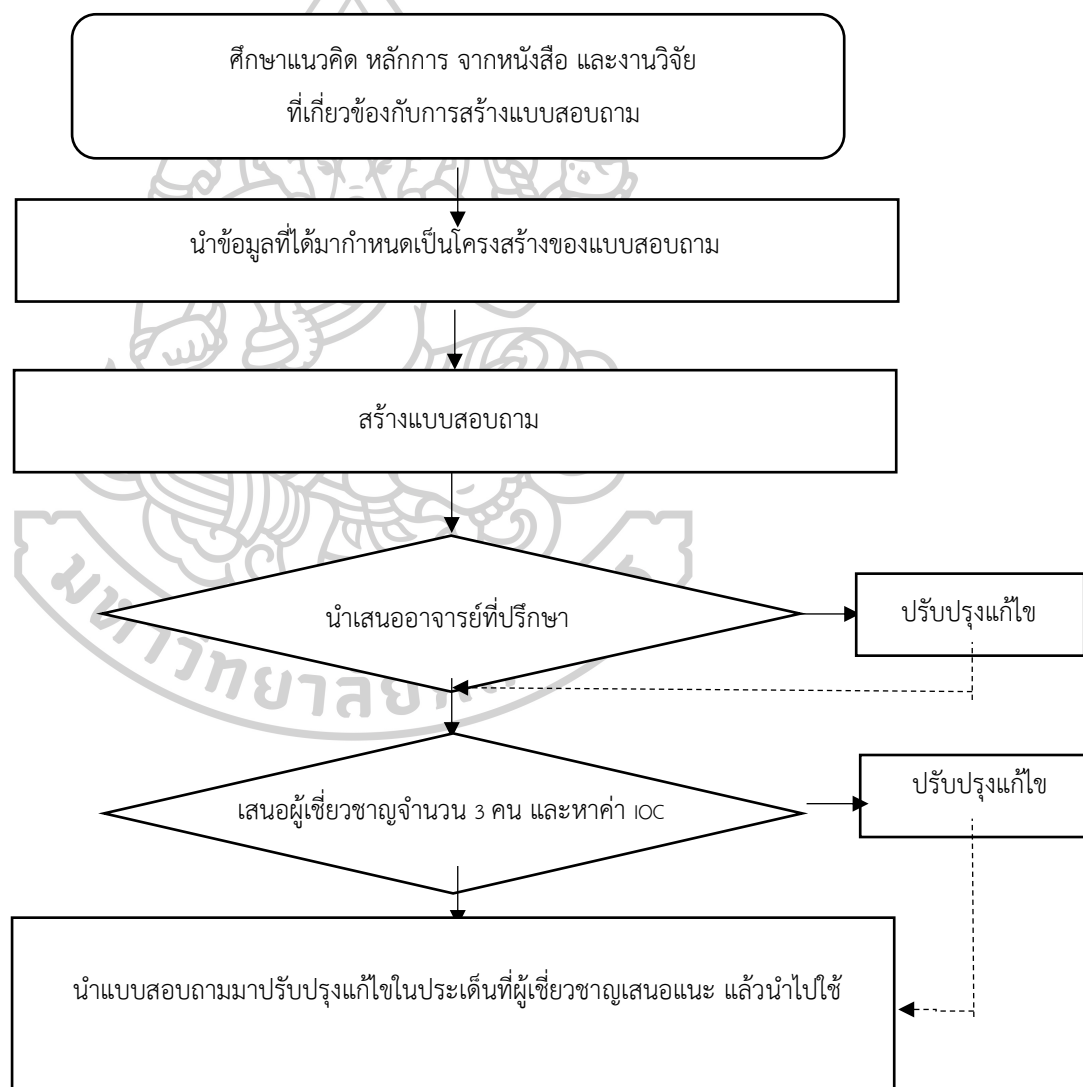 ศึกษาแนวคิด หลักการ จากหนังสือ และงานวิจัย
ที่เกี่ยวข้องกับการสร้างแบบสอบถาม
นำข้อมูลที่ได้มากำหนดเป็นโครงสร้างของแบบสอบถาม
สร้างแบบสอบถาม
นำเสนออาจารย์ที่ปรึกษา
ปรับปรุงแก้ไข
เสนอผู้เชี่ยวชาญจำนวน 3 คน และหาค่า IOC
ปรับปรุงแก้ไข
นำแบบสอบถามมาปรับปรุงแก้ไขในประเด็นที่ผู้เชี่ยวชาญเสนอแนะ แล้วนำไปใช้